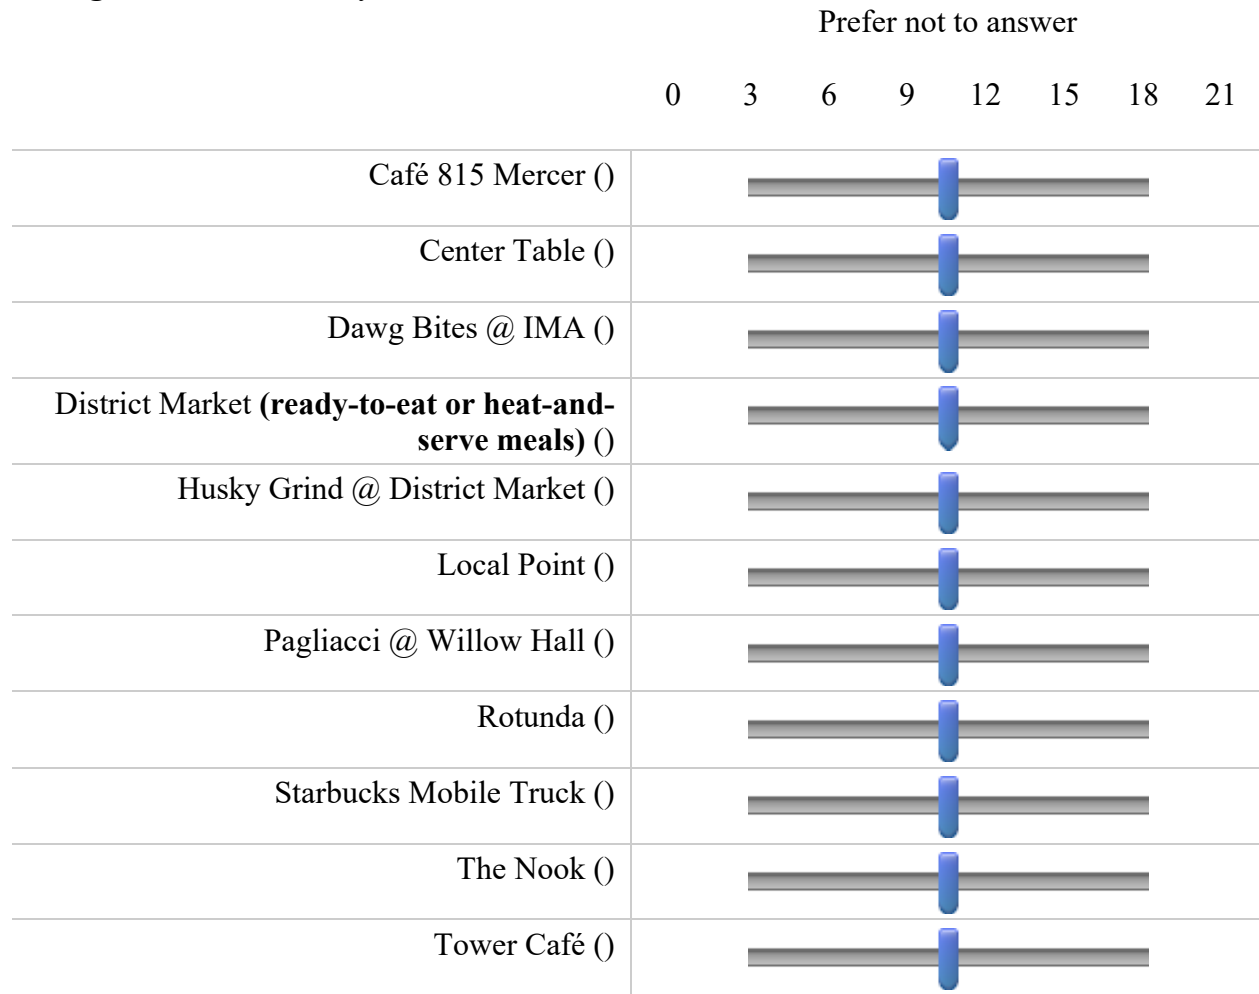 Prefer not to answer
0 3 6 9 12 15 18 21
Café 815 Mercer ()
Center Table ()
Dawg Bites @ IMA ()
District Market (ready-to-eat or heat-and-
serve meals) ()
Husky Grind @ District Market ()
Local Point ()
Pagliacci @ Willow Hall ()
Rotunda ()
Starbucks Mobile Truck ()
The Nook ()
Tower Café ()